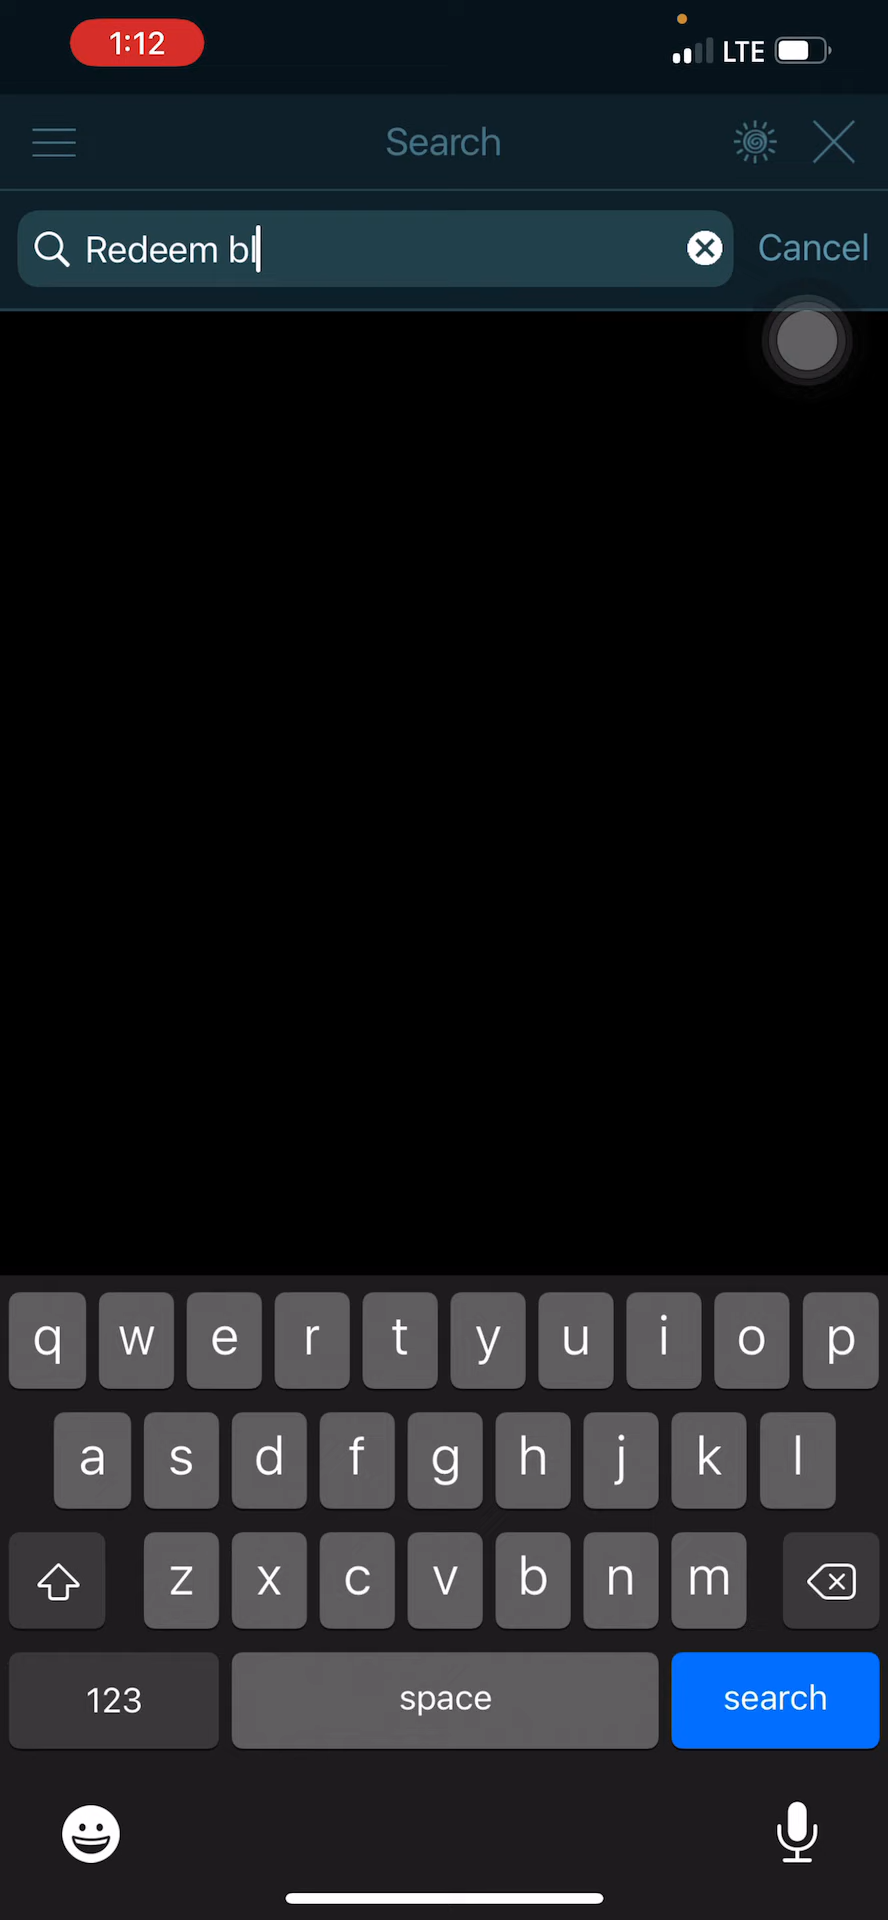 1:12
LTE
Search
Redeem bl
Cancel
q w e r t y u i o p
a s d f g h j k l
z x c v b n m
123 space search